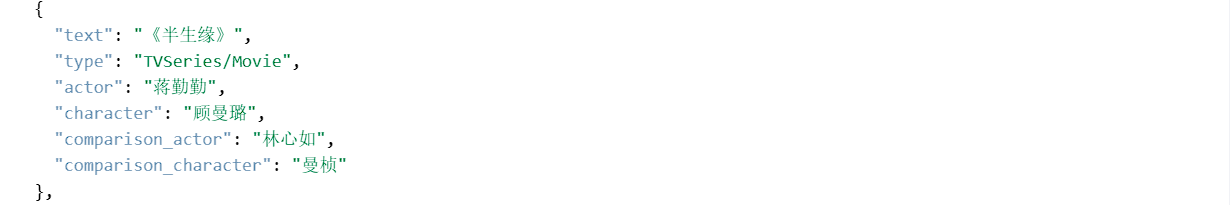 {
"text": "《半生缘》",
"type": "TVSeries/Movie",
"actor": "蒋勤勤",
"character": "顾曼璐",
"comparison_actor": "林心如",
"comparison_character": "曼桢"
},